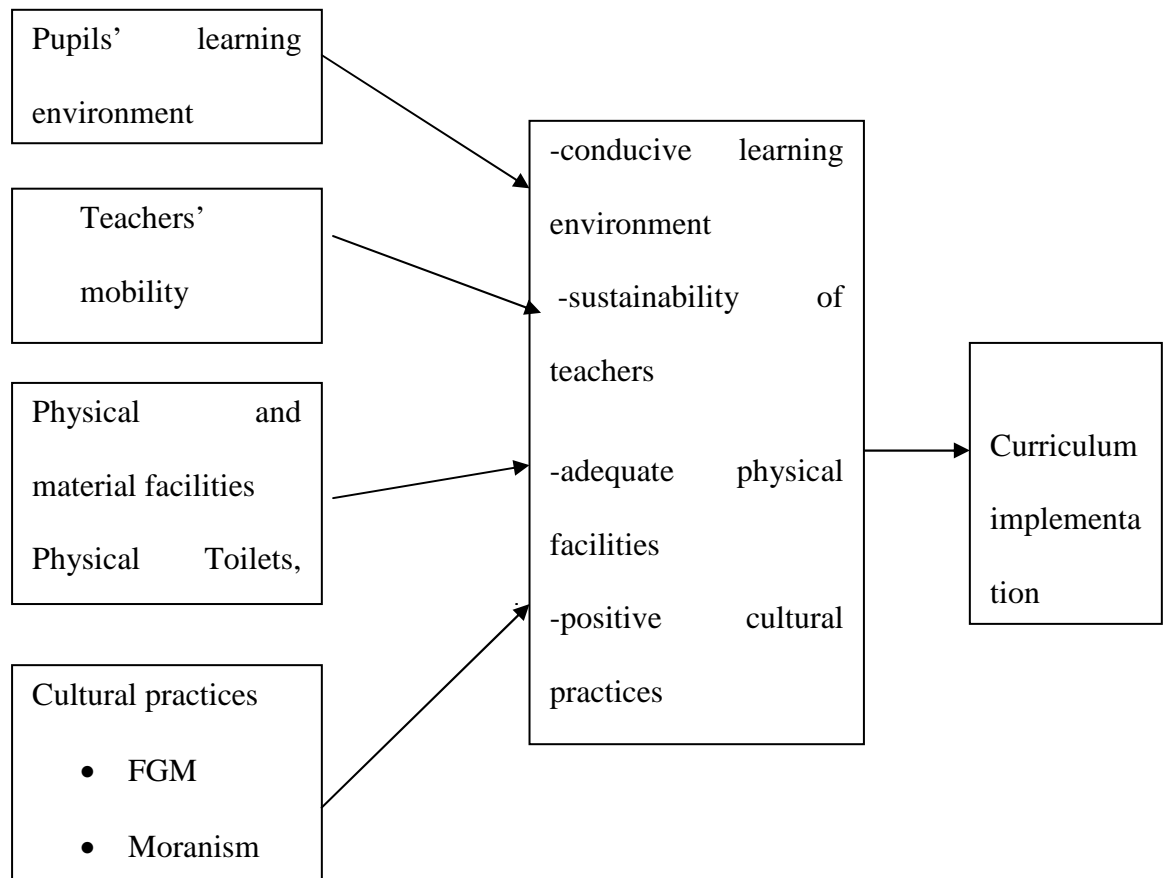 Pupils’ learning
environment
Teachers’
mobility
Physical and
material facilities
Physical Toilets,
Cultural practices
• FGM
• Moranism
-conducive learning
environment
-sustainability of
teachers
-adequate physical
facilities
-positive cultural
practices
Curriculum
implementa
tion